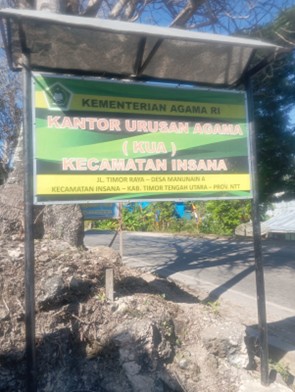 KEMENTERIAN AGAMA RI
KANTOR URUSAN AGAMA
( KUA )
KECAMATAN INSANA
JL. TIMOR RAYA – DESA MANUNAIN A
KECAMATAN INSANA – KAB. TIMOR TENGAH UTARA – PROV. NTT